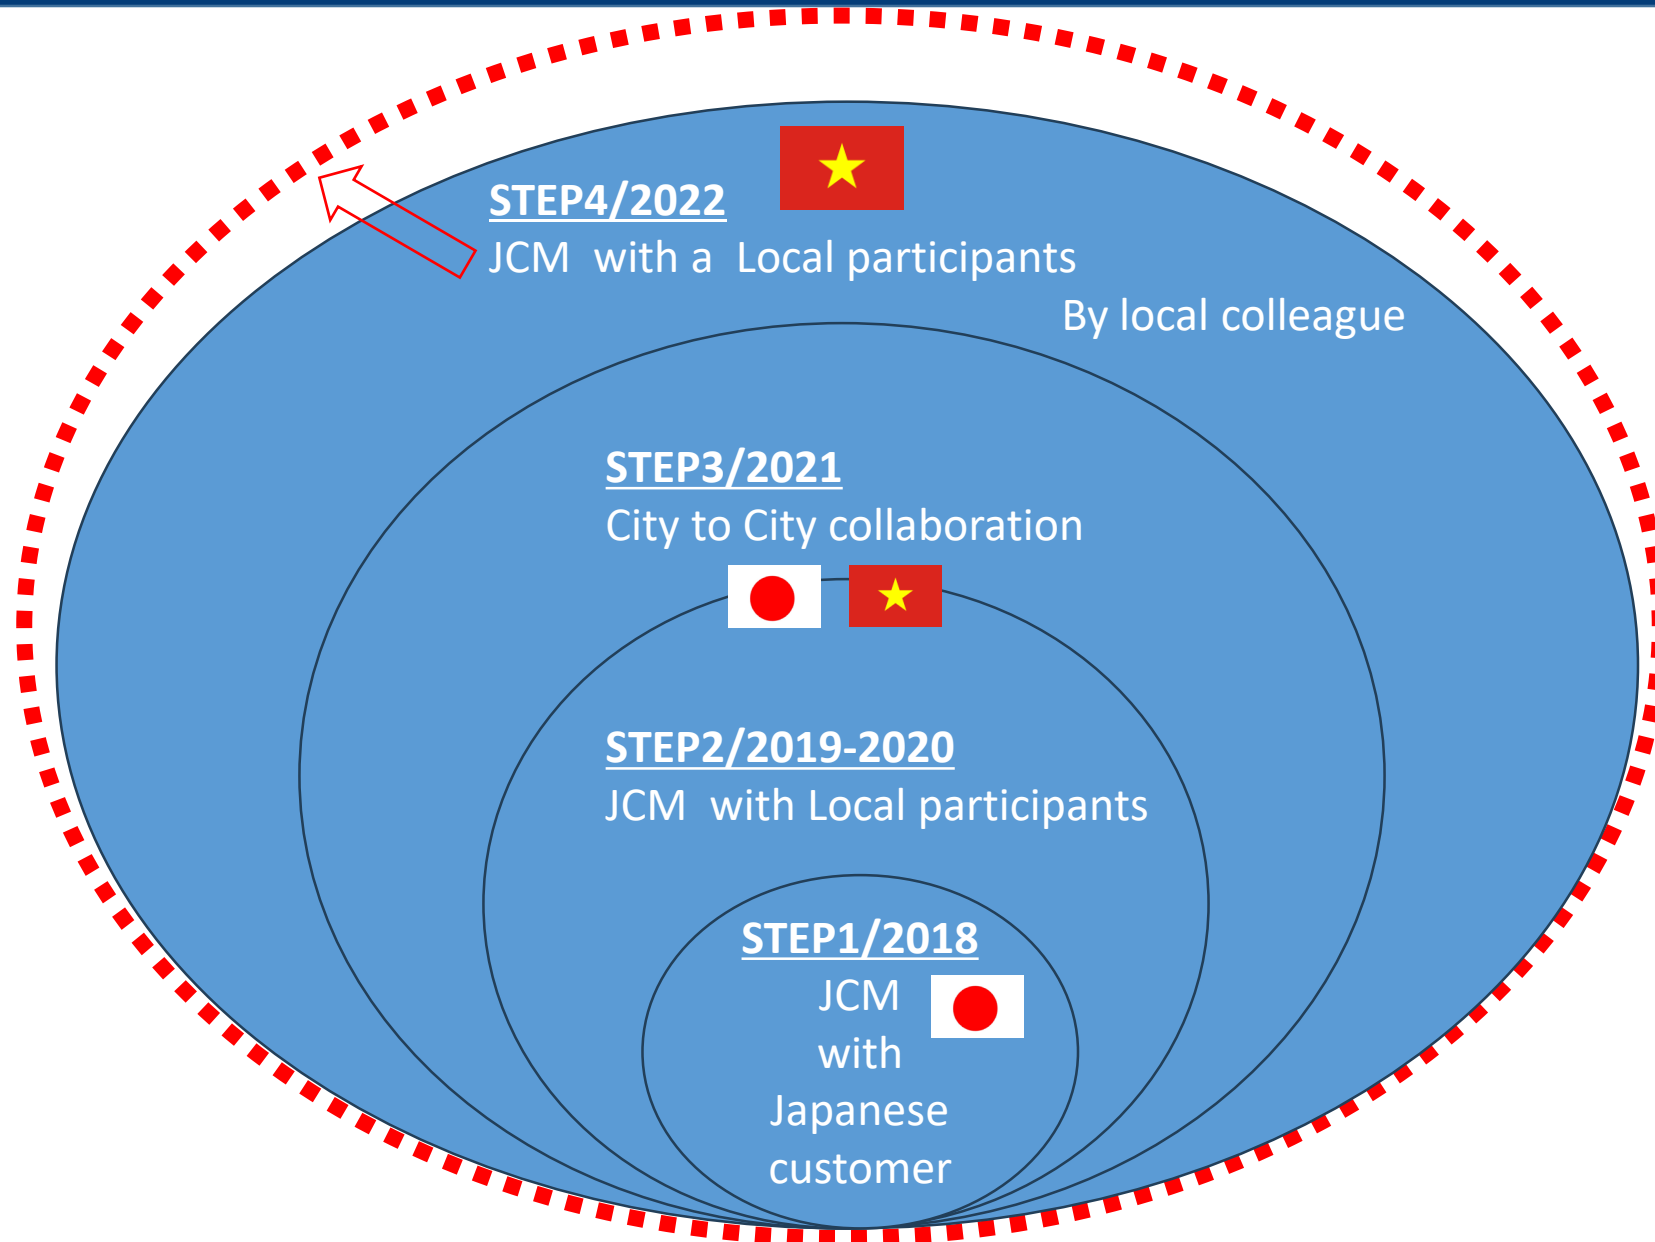 STEP4/2022
JCM with a Local participants
By local colleague
STEP3/2021
City to City collaboration
STEP2/2019-2020
JCM with Local participants
STEP1/2018
JCM
with
Japanese
customer